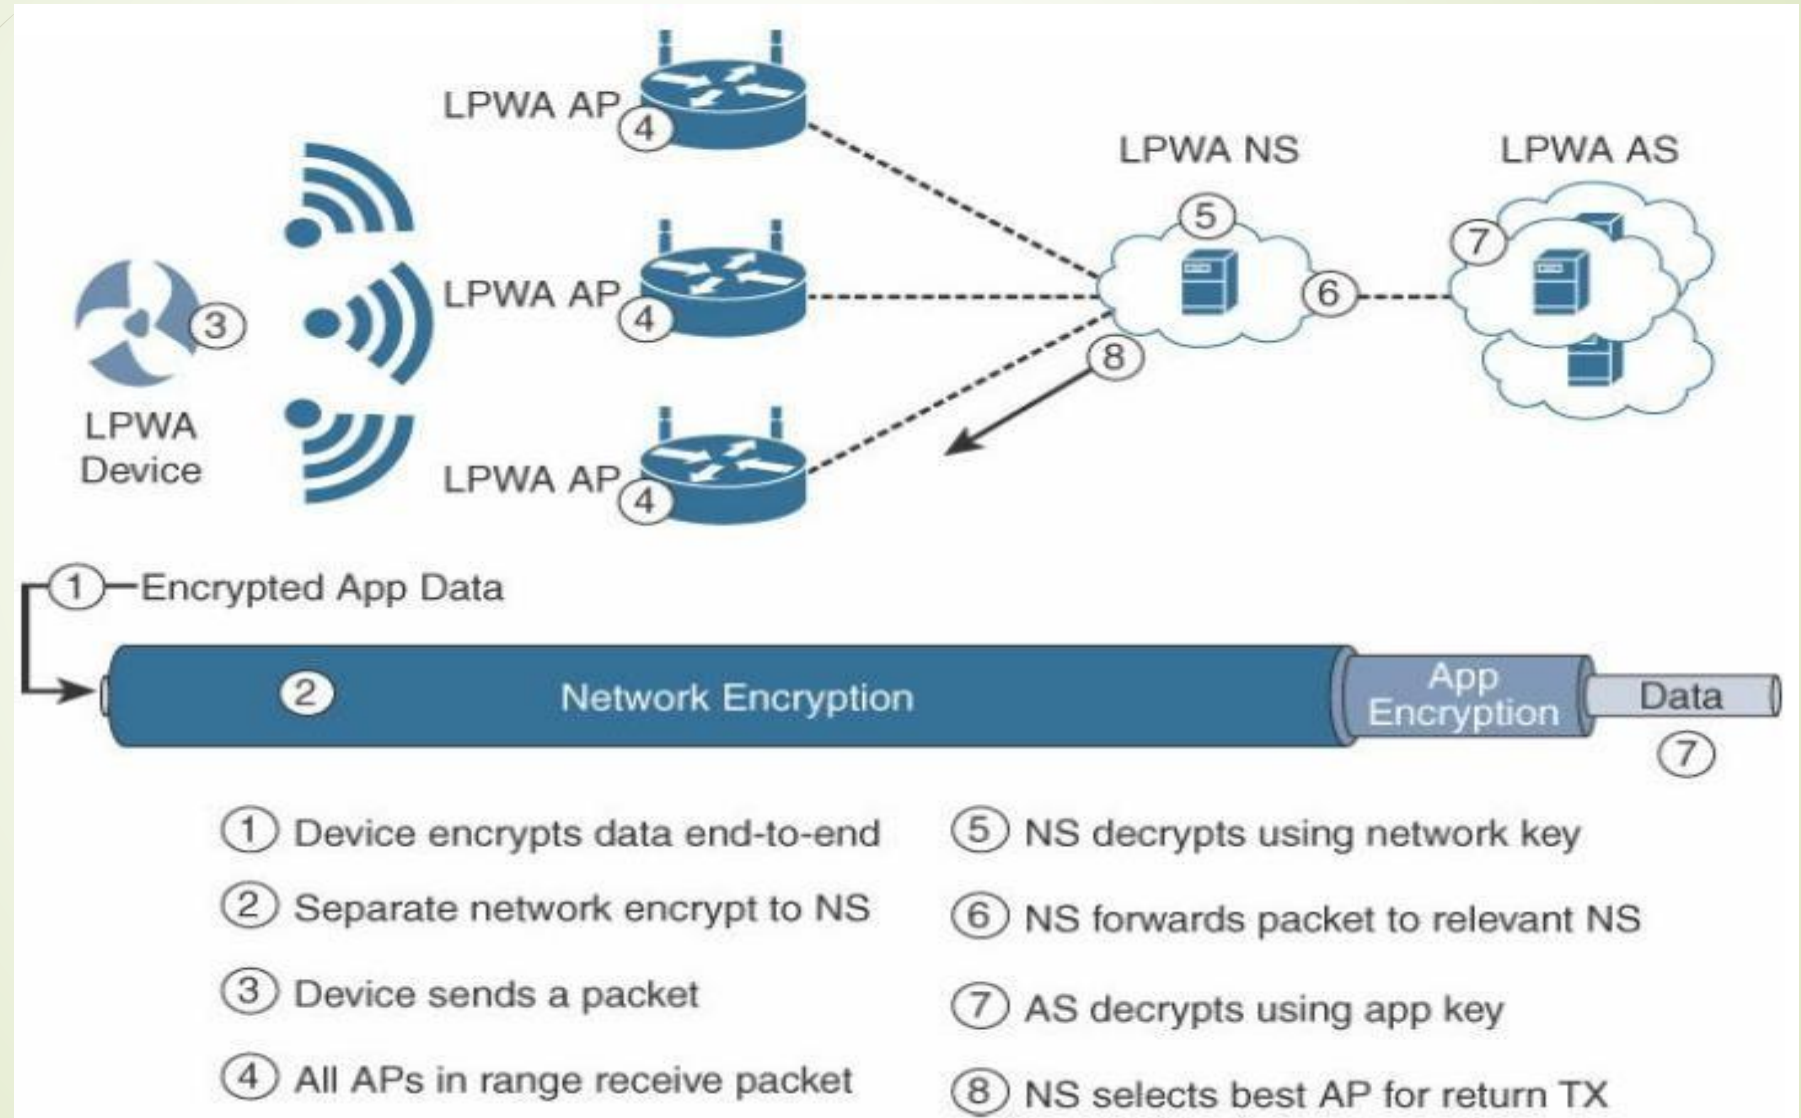 LPWA AP
4
LPWA NS
LPWA AS
5
7
LPWA AP
4
3
6
8
LPWA
Device
LPWA AP
4
1 Encrypted App Data
2 Network Encryption
App
Encryption
Data
7
1 Device encrypts data end-to-end
2 Separate network encrypt to NS
3 Device sends a packet
4 All APs in range receive packet
5 NS decrypts using network key
6 NS forwards packet to relevant NS
7 AS decrypts using app key
8 NS selects best AP for return TX